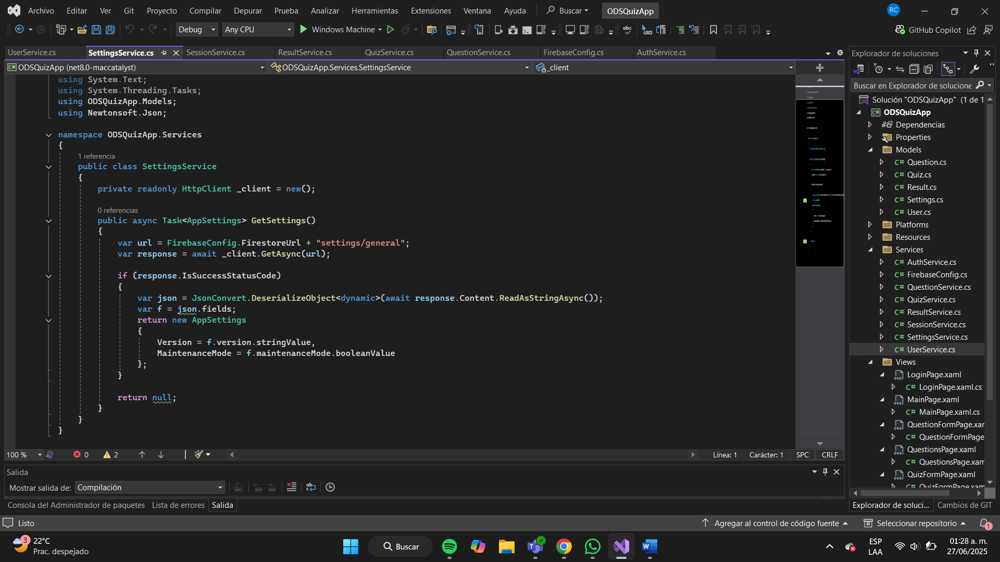 Archivo Editar Ver Git Proyecto Compilar Depurar Prueba Analizar Herramientas Extensiones Ventana Ayuda Buscar ODSQuizApp RC
Debug Any CPU Windows Machine abc GitHub Copilot
UserService.cs SettingsService.cs SessionService.cs ResultService.cs QuizService.cs QuestionService.cs FirebaseConfig.cs AuthService.cs
ODSQuizApp (net8.0-maccatalyst) ODSQuizApp.Services.SettingsService _client
using System.Text;
using System.Threading.Tasks;
using ODSQuizApp.Models;
using Newtonsoft.Json;
namespace ODSQuizApp.Services
{
1 referencia
public class SettingsService
{
private readonly HttpClient _client = new();
0 referencias
public async Task<AppSettings> GetSettings()
{
var url = FirebaseConfig.FirestoreUrl + "settings/general";
var response = await _client.GetAsync(url);
if (response.IsSuccessStatusCode)
{
var json = JsonConvert.DeserializeObject<dynamic>(await response.Content.ReadAsStringAsync());
var f = json.fields;
return new AppSettings
{
Version = f.version.stringValue,
MaintenanceMode = f.maintenanceMode.booleanValue
};
}
return null;
}
}
}
100 % 0 2 Línea: 1 Carácter: 1 SPC CRLF
Salida
Mostrar salida de: Compilación
Consola del Administrador de paquetes Lista de errores Salida
Explorador de soluciones
Buscar en Explorador de solucione
Solución "ODSQuizApp" (1 de 1
ODSQuizApp
Dependencias
Properties
Models
C# Question.cs
C# Quiz.cs
C# Result.cs
C# Settings.cs
C# User.cs
Platforms
Resources
Services
C# AuthService.cs
C# FirebaseConfig.cs
C# QuestionService.cs
C# QuizService.cs
C# ResultService.cs
C# SessionService.cs
C# SettingsService.cs
C# UserService.cs
Views
LoginPage.xaml
C# LoginPage.xaml.cs
MainPage.xaml
C# MainPage.xaml.cs
QuestionFormPage.xar
C# QuestionFormPage
QuestionsPage.xaml
C# QuestionsPage.xam
QuizFormPage.xaml
C# QuizFormPage.xam
Explorador de soluci... Cambios de GIT
Listo Agregar al control de código fuente Seleccionar repositorio 1
3 22°C
Prac. despejado
Buscar
ESP
LAA
01:28 a. m.
27/06/2025